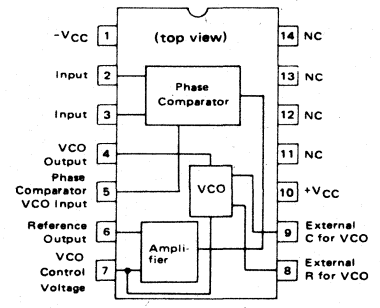 -VCC 1 (top view) 14 NC
Input 2 13 NC
Phase
Comparator
Input 3 12 NC
VCO
Output 4 11 NC
Phase
Comparator
VCO Input 5 VCO 10 +VCC
Reference
Output 6 9 External
C for VCO
Ampli-
fier
VCO
Control
Voltage 7 8 External
R for VCO